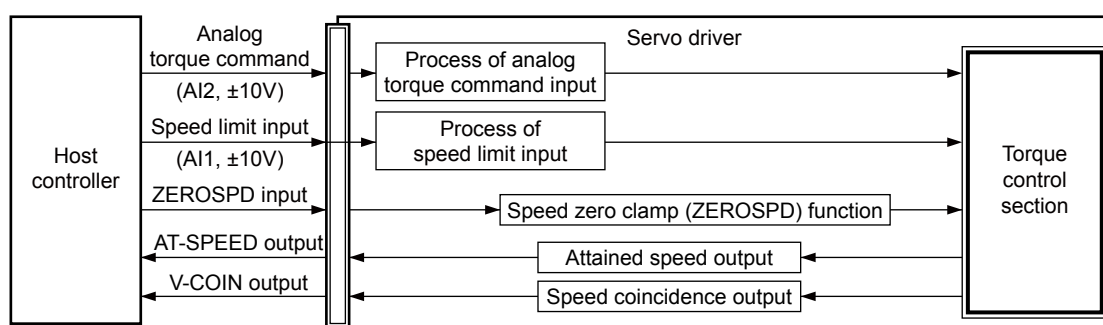 Host
controller
Analog
torque command
(AI2, ±10V)
Speed limit input
(AI1, ±10V)
ZEROSPD input
AT-SPEED output
V-COIN output
Servo driver
Process of analog
torque command input
Process of
speed limit input
Speed zero clamp (ZEROSPD) function
Attained speed output
Speed coincidence output
Torque
control
section